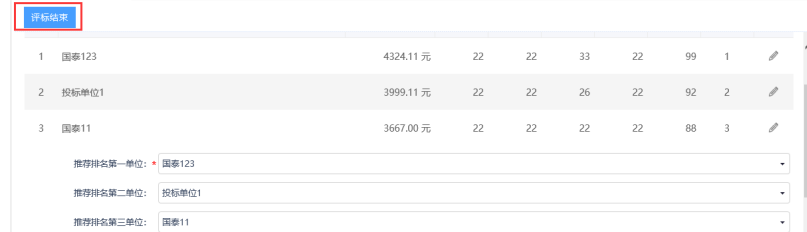 评标结束
1 国泰123 4324.11 元 22 22 33 22 99 1
2 投标单位1 3999.11 元 22 22 26 22 92 2
3 国泰11 3667.00 元 22 22 22 22 88 3
推荐排名第一单位: * 国泰123
推荐排名第二单位: 投标单位1
推荐排名第三单位: 国泰11